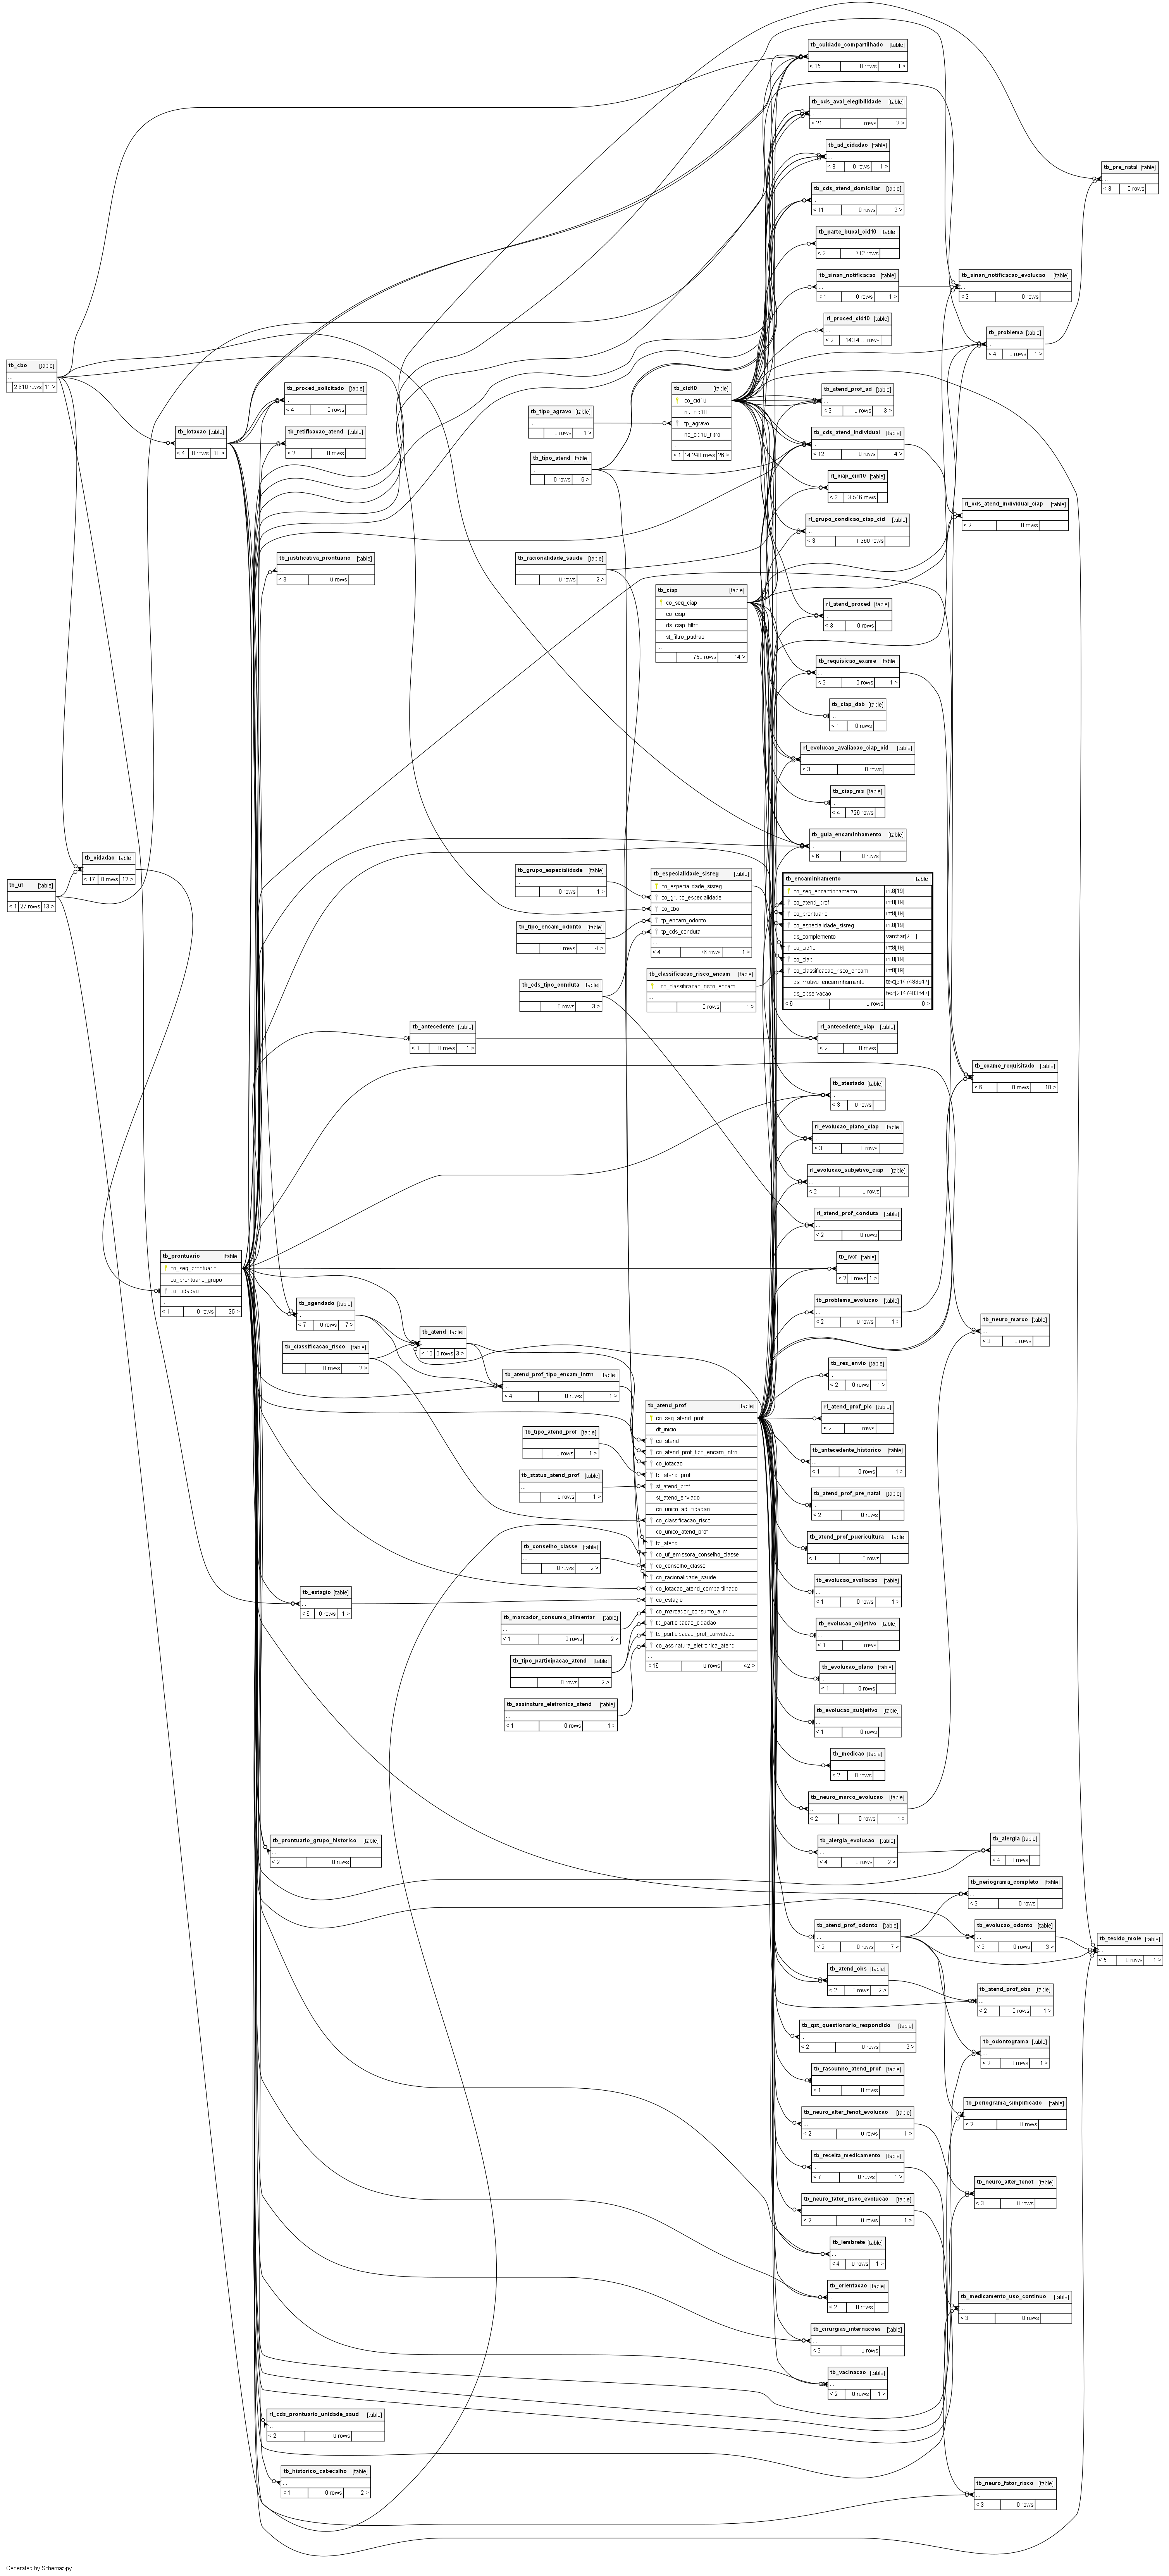 tb_cuidado_compartilhado [table]
< 15 0 rows 1 >
tb_cds_aval_elegibilidade [table]
< 21 0 rows 2 >
tb_ad_cidadao [table]
< 8 0 rows 1 >
tb_pre_natal [table]
< 3 0 rows
tb_cds_atend_domiciliar [table]
< 11 0 rows 2 >
tb_parte_bucal_cid10 [table]
< 2 712 rows
tb_sinan_notificacao [table]
< 1 0 rows 1 >
tb_sinan_notificacao_evolucao [table]
< 3 0 rows
rl_proced_cid10 [table]
< 2 143.400 rows
tb_problema [table]
< 4 0 rows 1 >
tb_cbo [table]
2.610 rows 11 >
tb_proced_solicitado [table]
< 4 0 rows
tb_cid10 [table]
co_cid10
nu_cid10
tp_agravo
no_cid10_filtro
...
< 1 14.240 rows 26 >
tb_atend_prof_ad [table]
< 8 0 rows 3 >
tb_tipo_agravo [table]
0 rows 1 >
tb_lotacao [table]
< 4 0 rows 18 >
tb_retificacao_atend [table]
< 2 0 rows
tb_cds_atend_individual [table]
< 12 0 rows 4 >
tb_tipo_atend [table]
0 rows 6 >
rl_ciap_cid10 [table]
< 2 3.546 rows
rl_cds_atend_individual_ciap [table]
< 2 0 rows
rl_grupo_condicao_ciap_cid [table]
< 3 1.380 rows
tb_justificativa_prontuario [table]
< 3 0 rows
tb_racionalidade_saude [table]
0 rows 2 >
tb_ciap [table]
co_seq_ciap
co_ciap
ds_ciap_filtro
st_filtro_padrao
...
750 rows 14 >
rl_atend_proced [table]
< 3 0 rows
tb_requisicao_exame [table]
< 2 0 rows 1 >
tb_ciap_dab [table]
< 1 0 rows
rl_evolucao_avaliacao_ciap_cid [table]
< 3 0 rows
tb_ciap_ms [table]
< 4 726 rows
tb_guia_encaminhamento [table]
< 6 0 rows
tb_cidadao [table]
< 17 0 rows 12 >
tb_uf [table]
< 1 27 rows 13 >
tb_grupo_especialidade [table]
0 rows 1 >
tb_especialidade_sisreg [table]
co_especialidade_sisreg
co_grupo_especialidade
co_cbo
tp_encam_odonto
tp_cds_conduta
...
< 4 76 rows 1 >
tb_encaminhamento [table]
co_seq_encaminhamento int8[19]
co_atend_prof int8[19]
co_prontuario int8[19]
co_especialidade_sisreg int8[19]
ds_complemento varchar[200]
co_cid10 int8[19]
co_ciap int8[19]
co_classificacao_risco_encam int8[19]
ds_motivo_encaminhamento text[2147483647]
ds_observacao text[2147483647]
< 6 0 rows 0 >
tb_tipo_encam_odonto [table]
0 rows 4 >
tb_classificacao_risco_encam [table]
co_classificacao_risco_encam
...
0 rows 1 >
tb_cds_tipo_conduta [table]
0 rows 3 >
tb_antecedente [table]
< 1 0 rows 1 >
rl_antecedente_ciap [table]
< 2 0 rows
tb_exame_requisitado [table]
< 6 0 rows 10 >
tb_atestado [table]
< 3 0 rows
rl_evolucao_plano_ciap [table]
< 3 0 rows
rl_evolucao_subjetivo_ciap [table]
< 2 0 rows
rl_atend_prof_conduta [table]
< 2 0 rows
tb_prontuario [table]
co_seq_prontuario
co_prontuario_grupo
co_cidadao
...
< 1 0 rows 35 >
tb_ivcf [table]
< 2 0 rows 1 >
tb_agendado [table]
< 7 0 rows 7 >
tb_problema_evolucao [table]
< 2 0 rows 1 >
tb_neuro_marco [table]
< 3 0 rows
tb_atend [table]
< 10 0 rows 3 >
tb_classificacao_risco [table]
0 rows 2 >
tb_res_envio [table]
< 2 0 rows 1 >
tb_atend_prof_tipo_encam_intrn [table]
< 4 0 rows 1 >
rl_atend_prof_pic [table]
< 2 0 rows
tb_atend_prof [table]
co_seq_atend_prof
dt_inicio
co_atend
co_atend_prof_tipo_encam_intrn
co_lotacao
tp_atend_prof
st_atend_prof
st_atend_enviado
co_unico_ad_cidadao
co_classificacao_risco
co_unico_atend_prof
tp_atend
co_uf_emissora_conselho_classe
co_conselho_classe
co_racionalidade_saude
co_lotacao_atend_compartilhado
co_estagio
co_marcador_consumo_alim
tp_participacao_cidadao
tp_participacao_prof_convidado
co_assinatura_eletronica_atend
...
< 16 0 rows 42 >
tb_tipo_atend_prof [table]
0 rows 1 >
tb_antecedente_historico [table]
< 1 0 rows 1 >
tb_status_atend_prof [table]
0 rows 1 >
tb_atend_prof_pre_natal [table]
< 2 0 rows
tb_atend_prof_puericultura [table]
< 1 0 rows
tb_conselho_classe [table]
0 rows 2 >
tb_evolucao_avaliacao [table]
< 1 0 rows 1 >
tb_estagio [table]
< 8 0 rows 1 >
tb_marcador_consumo_alimentar [table]
< 1 0 rows 2 >
tb_evolucao_objetivo [table]
< 1 0 rows
tb_tipo_participacao_atend [table]
0 rows 2 >
tb_evolucao_plano [table]
< 1 0 rows
tb_assinatura_eletronica_atend [table]
< 1 0 rows 1 >
tb_evolucao_subjetivo [table]
< 1 0 rows
tb_medicao [table]
< 2 0 rows
tb_neuro_marco_evolucao [table]
< 2 0 rows 1 >
tb_prontuario_grupo_historico [table]
< 2 0 rows
tb_alergia_evolucao [table]
< 4 0 rows 2 >
tb_alergia [table]
< 4 0 rows
tb_periograma_completo [table]
< 3 0 rows
tb_atend_prof_odonto [table]
< 2 0 rows 7 >
tb_evolucao_odonto [table]
< 3 0 rows 3 >
tb_tecido_mole [table]
< 5 0 rows 1 >
tb_atend_obs [table]
< 2 0 rows 2 >
tb_atend_prof_obs [table]
< 2 0 rows 1 >
tb_qst_questionario_respondido [table]
< 2 0 rows 2 >
tb_odontograma [table]
< 2 0 rows 1 >
tb_rascunho_atend_prof [table]
< 1 0 rows
tb_periograma_simplificado [table]
< 2 0 rows
tb_neuro_alter_fenot_evolucao [table]
< 2 0 rows 1 >
tb_receita_medicamento [table]
< 7 0 rows 1 >
tb_neuro_alter_fenot [table]
< 3 0 rows
tb_neuro_fator_risco_evolucao [table]
< 2 0 rows 1 >
tb_lembrete [table]
< 4 0 rows 1 >
tb_orientacao [table]
< 2 0 rows
tb_medicamento_uso_continuo [table]
< 3 0 rows
tb_cirurgias_internacoes [table]
< 2 0 rows
tb_vacinacao [table]
< 2 0 rows 1 >
rl_cds_prontuario_unidade_saud [table]
< 2 0 rows
tb_historico_cabecalho [table]
< 1 0 rows 2 >
tb_neuro_fator_risco [table]
< 3 0 rows
Generated by SchemaSpy